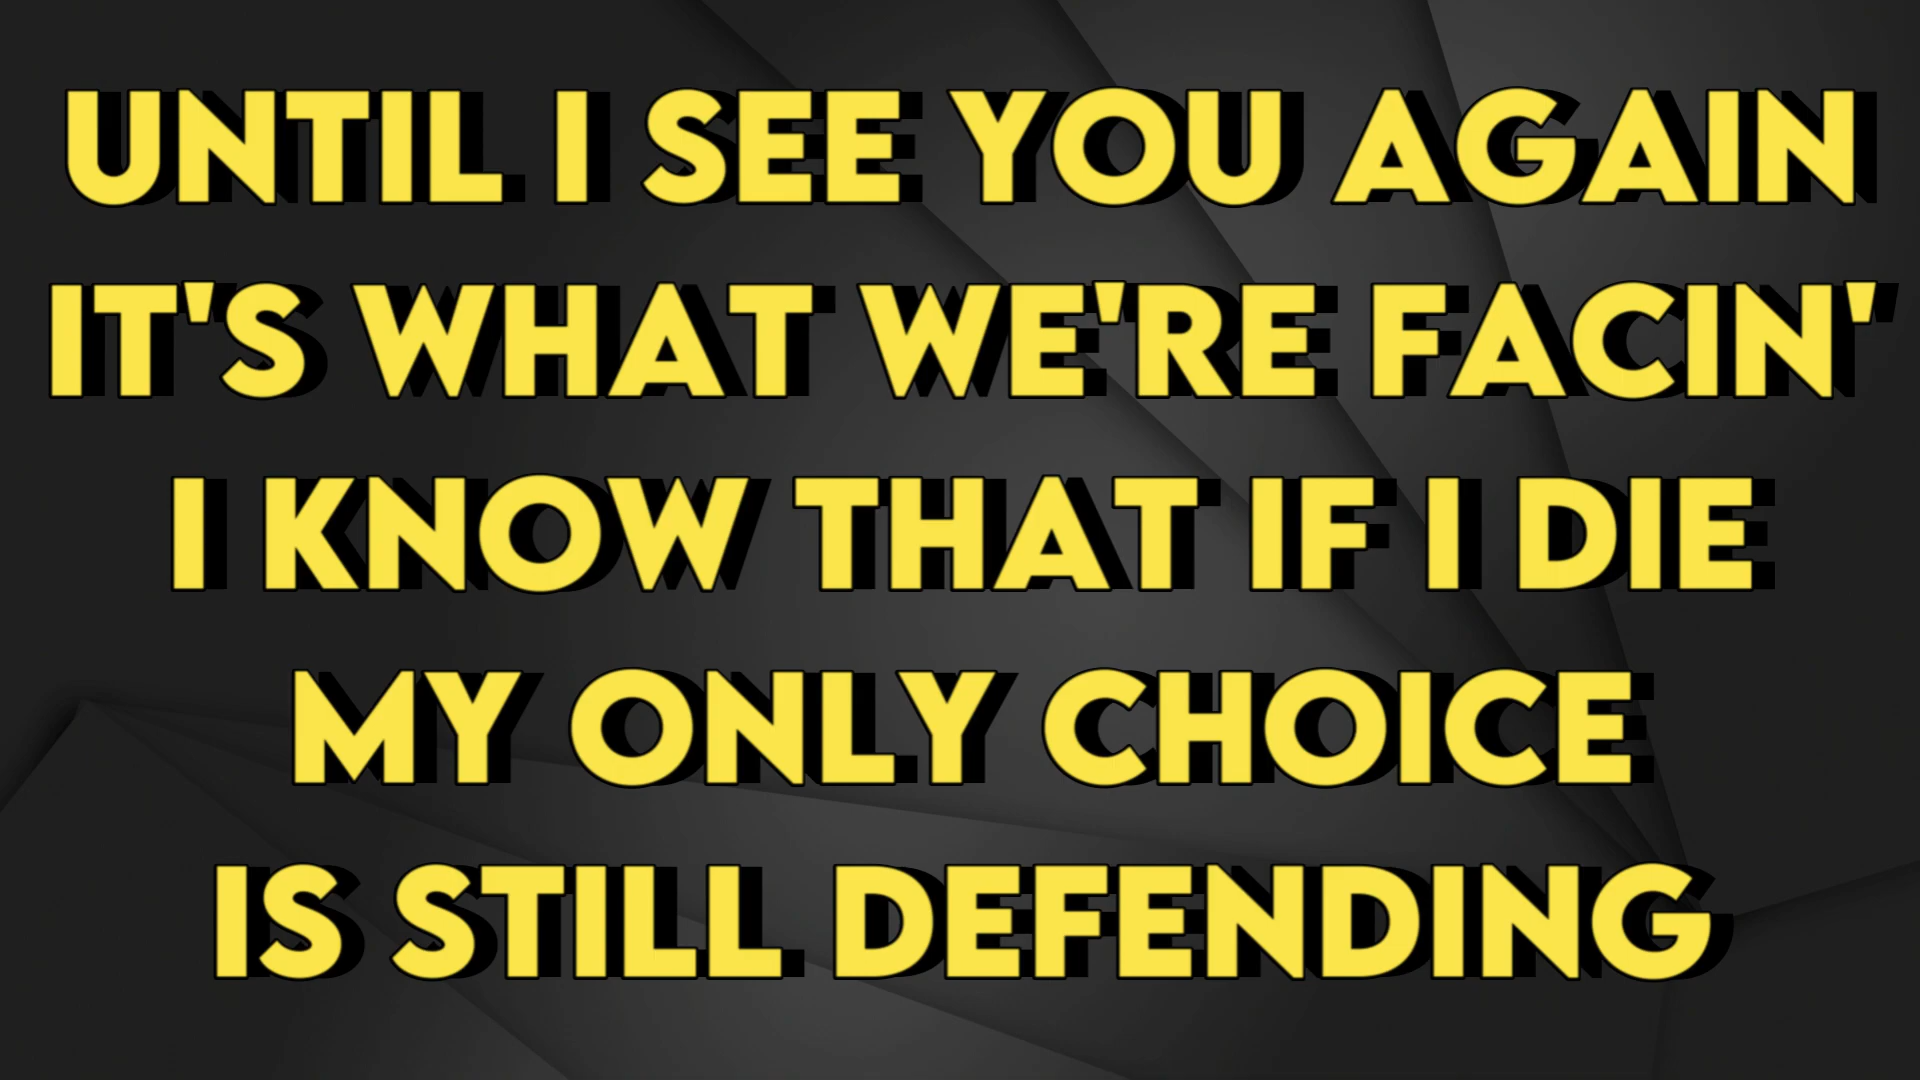 UNTIL I SEE YOU AGAIN
IT'S WHAT WE'RE FACIN'
I KNOW THAT IF I DIE
MY ONLY CHOICE
IS STILL DEFENDING